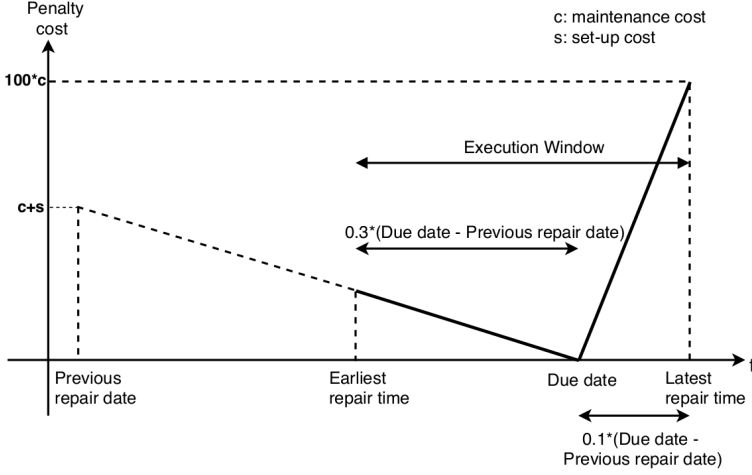 Penalty
cost
c: maintenance cost
s: set-up cost
100*c
Execution Window
c+s
0.3*(Due date - Previous repair date)
t
Previous
repair date
Earliest
repair time
Due date
Latest
repair time
0.1*(Due date -
Previous repair date)